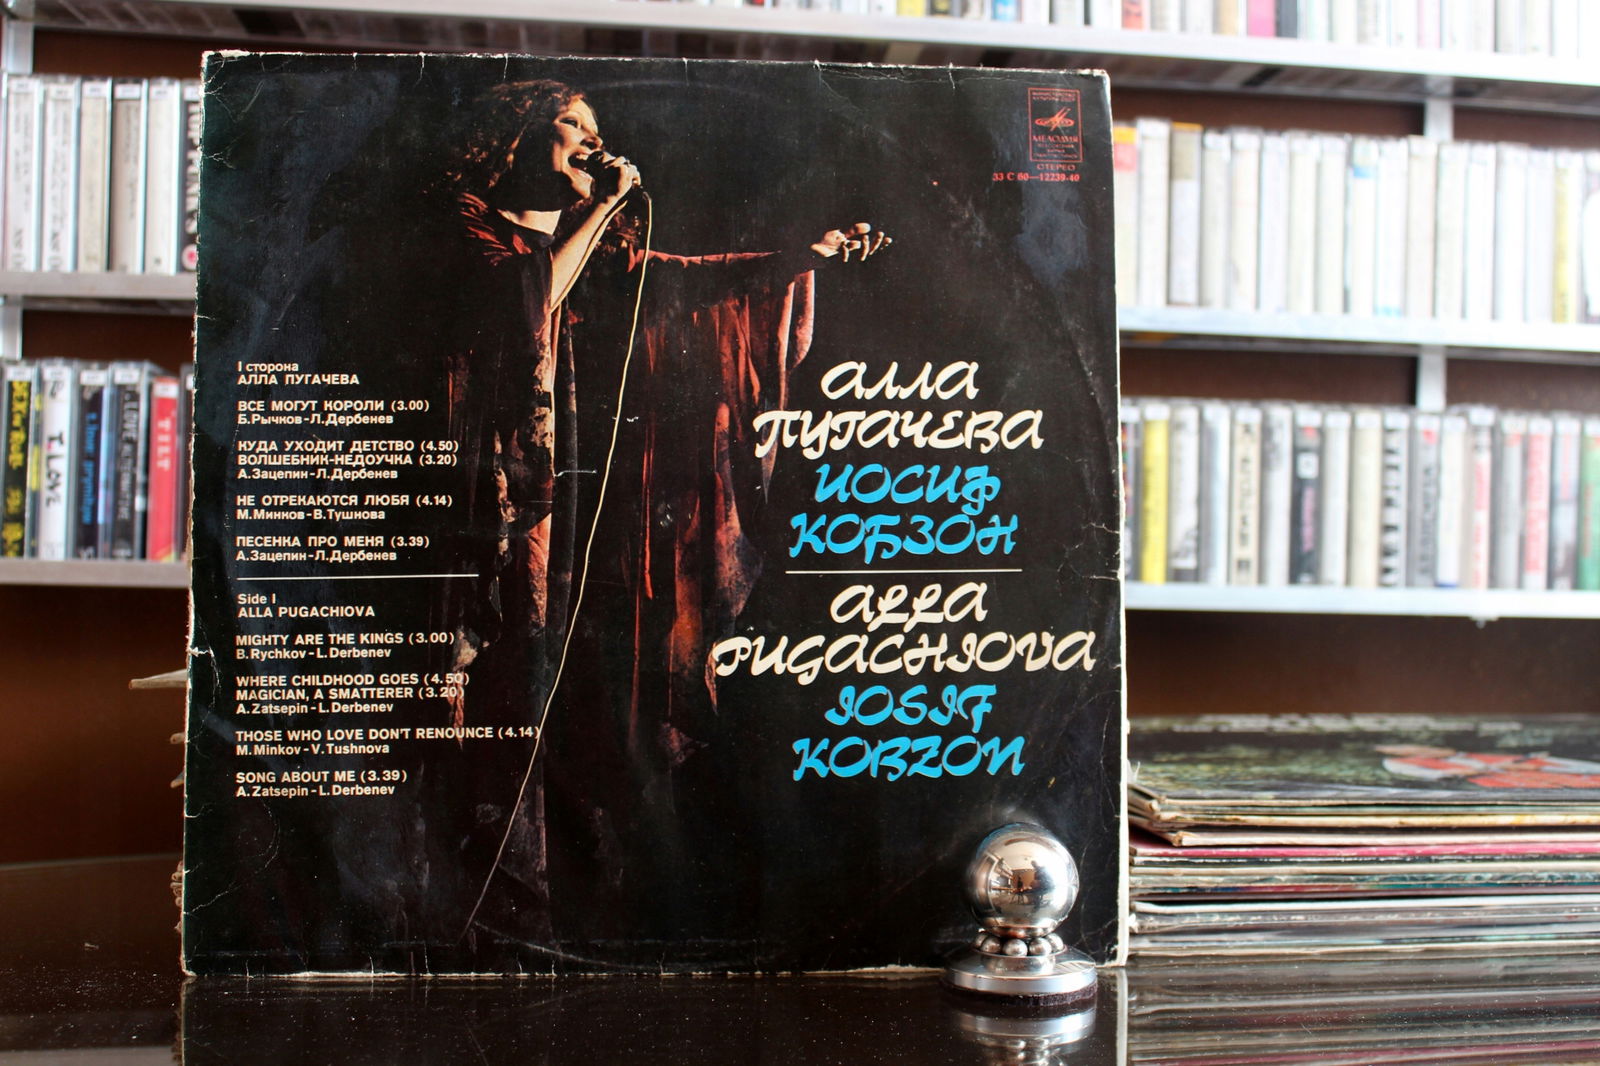 МИНИСТЕРСТВО
КУЛЬТУРЫ СССР
МЕЛОДИЯ
СТЕРЕО
33 С 60—12239-40
I сторона
АЛЛА ПУГАЧЕВА
ВСЕ МОГУТ КОРОЛИ (3.00)
Б.Рычков-Л.Дербенев
КУДА УХОДИТ ДЕТСТВО (4.50)
ВОЛШЕБНИК-НЕДОУЧКА (3.20)
А.Зацепин-Л.Дербенев
НЕ ОТРЕКАЮТСЯ ЛЮБЯ (4.14)
М.Минков-В.Тушнова
ПЕСЕНКА ПРО МЕНЯ (3.39)
А.Зацепин-Л.Дербенев
Side I
ALLA PUGACHIOVA
MIGHTY ARE THE KINGS (3.00)
B. Rychkov-L. Derbenev
WHERE CHILDHOOD GOES (4.50)
MAGICIAN, A SMATTERER (3.20)
A. Zatsepin-L. Derbenev
THOSE WHO LOVE DON'T RENOUNCE (4.14)
M. Minkov-V. Tushnova
SONG ABOUT ME (3.39)
A. Zatsepin-L. Derbenev
АЛЛА
ПУГАЧЕВА
ИОСИФ
КОБЗОН
ALLA
PUGACHIOVA
IOSIF
KOBZON
TILT